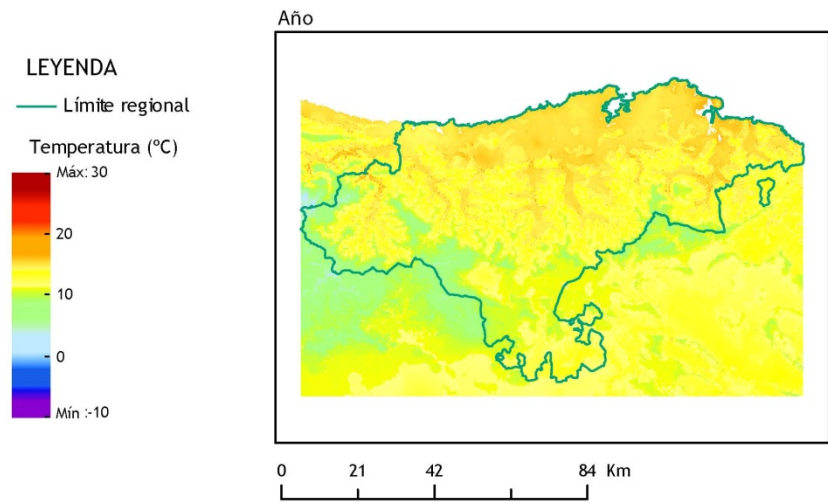 Año
LEYENDA
Límite regional
Temperatura (ºC)
Máx: 30
20
10
0
Mín :-10
0 21 42 84 Km